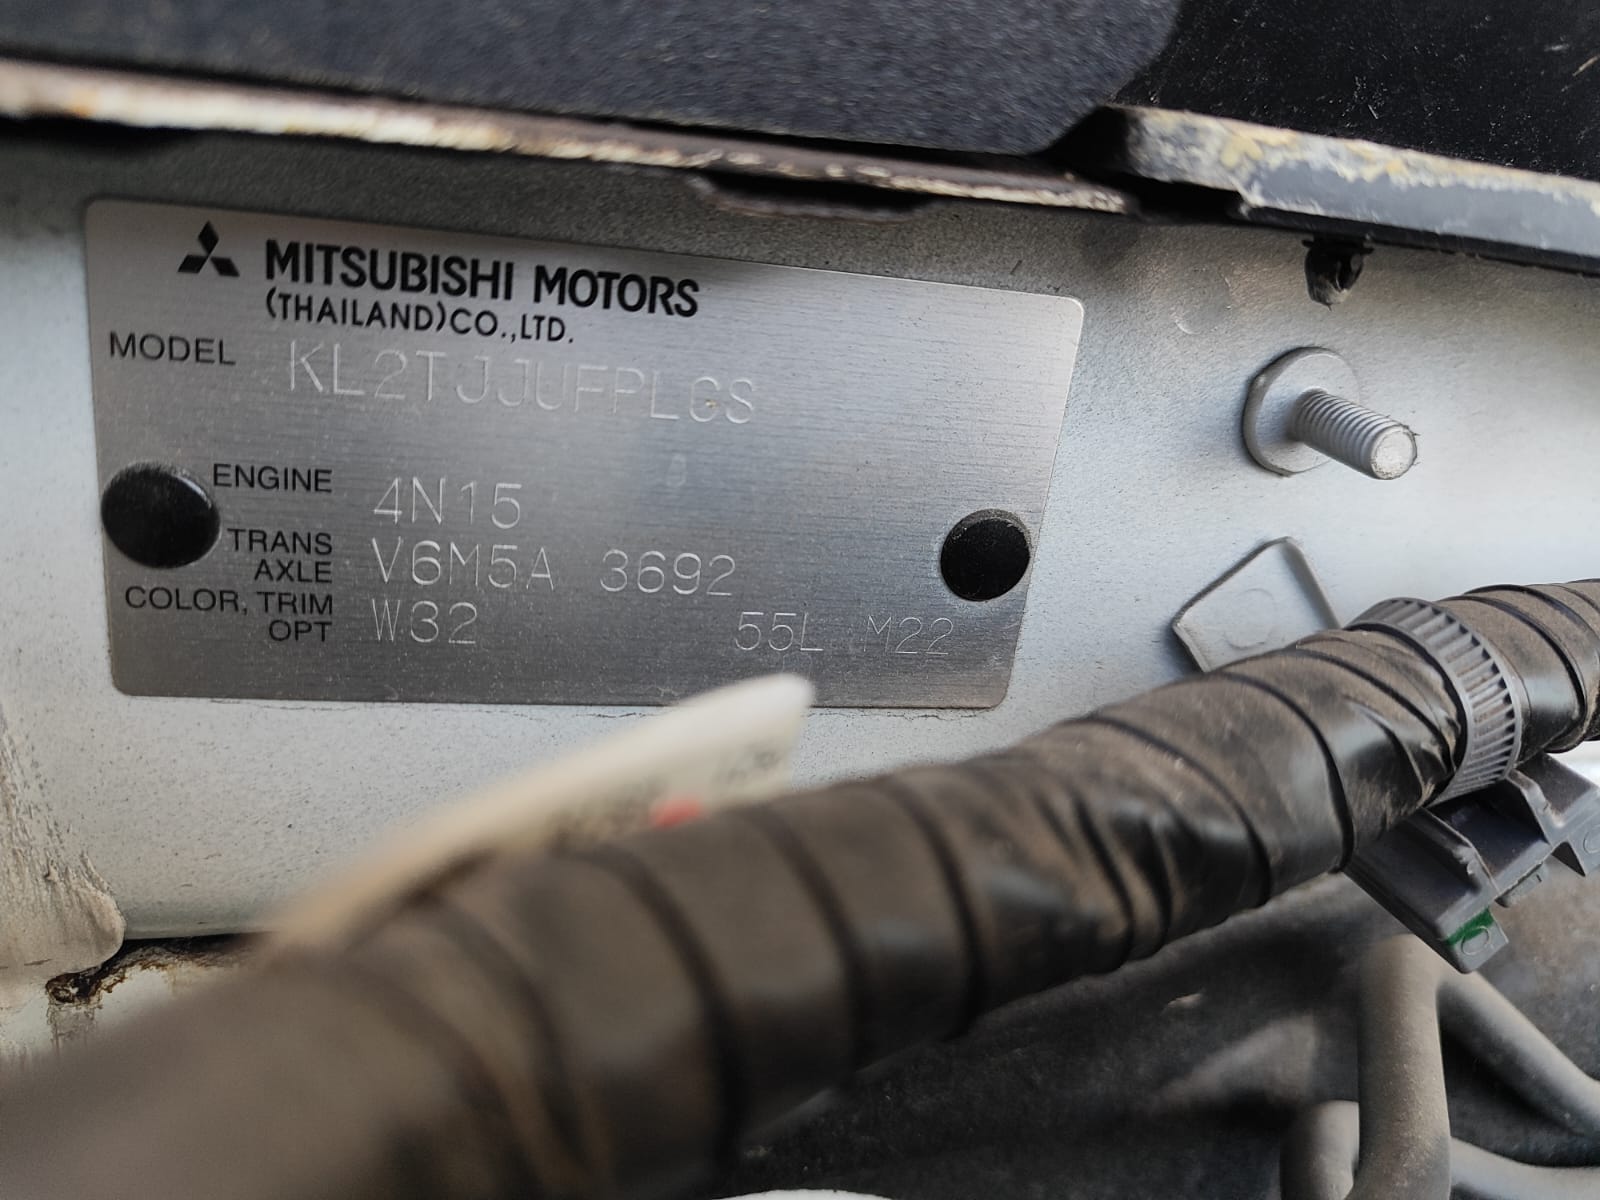 MITSUBISHI MOTORS
(THAILAND)CO.,LTD.
MODEL KL2TJJUFPLGS
ENGINE 4N15
TRANS AXLE V6M5A 3692
COLOR, TRIM OPT W32 55L M22